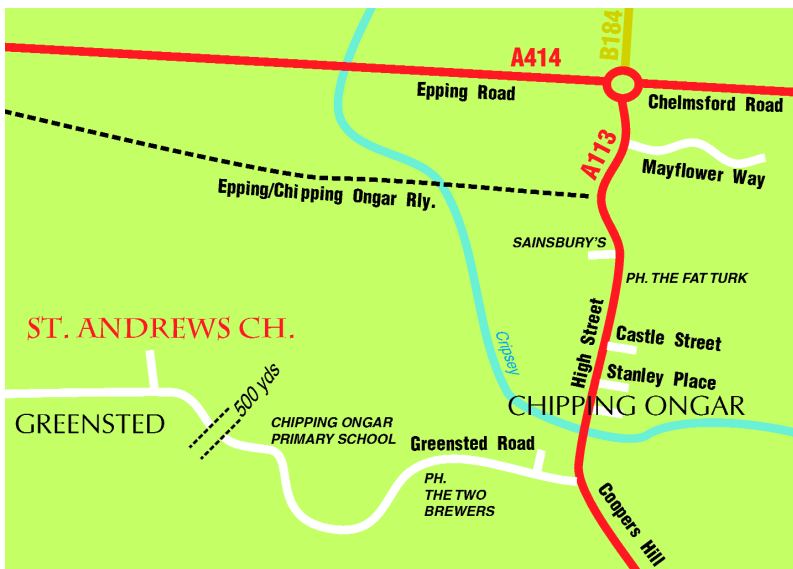 B184
A414
Epping Road
Chelmsford Road
A113
Mayflower Way
Epping/Chipping Ongar Rly.
SAINSBURY'S
PH. THE FAT TURK
ST. ANDREWS CH.
High Street
Castle Street
Cripsey
Stanley Place
500 yds
CHIPPING ONGAR
GREENSTED
CHIPPING ONGAR
PRIMARY SCHOOL
Greensted Road
PH.
THE TWO
BREWERS
Coopers Hill